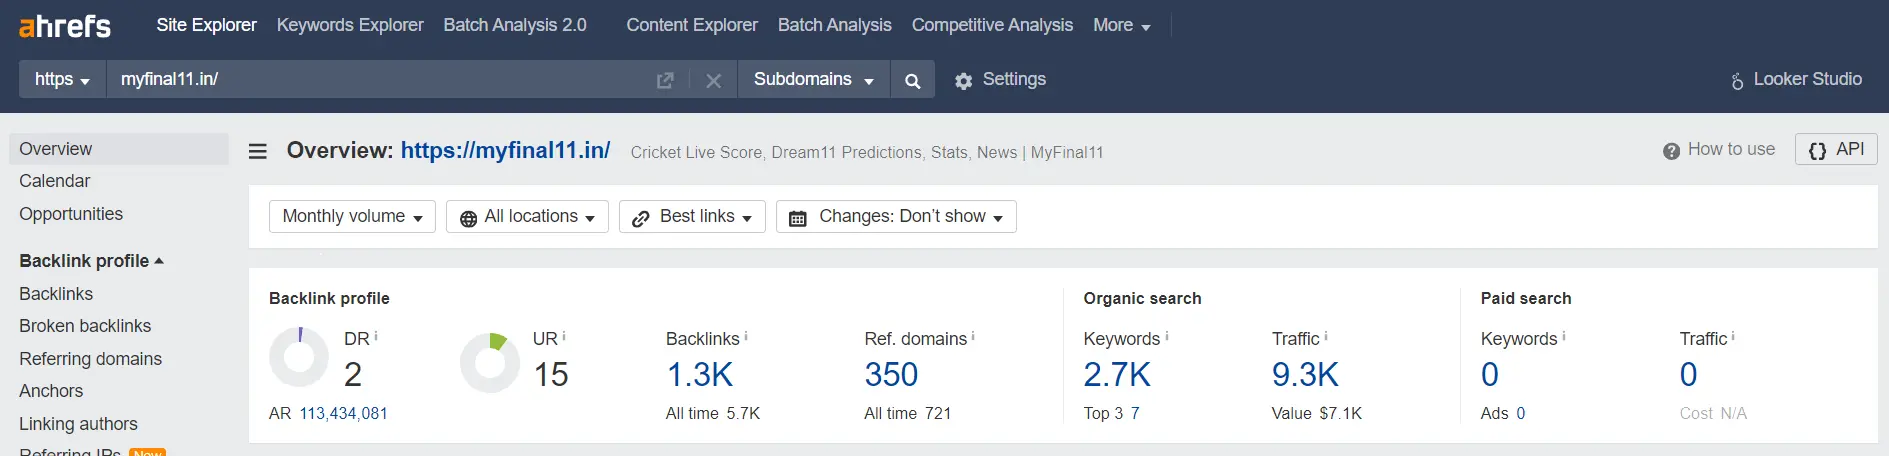 ahrefs Site Explorer Keywords Explorer Batch Analysis 2.0 Content Explorer Batch Analysis Competitive Analysis More
https myfinal11.in/ Subdomains Settings Looker Studio
Overview
Calendar
Opportunities
Backlink profile
Backlinks
Broken backlinks
Referring domains
Anchors
Linking authors
Referring IPs New
Overview: https://myfinal11.in/ Cricket Live Score, Dream11 Predictions, Stats, News | MyFinal11 How to use API
Monthly volume All locations Best links Changes: Don't show
Backlink profile
DR UR Backlinks Ref. domains
2 15 1.3K 350
AR 113,434,081 All time 5.7K All time 721
Organic search
Keywords Traffic
2.7K 9.3K
Top 3 7 Value $7.1K
Paid search
Keywords Traffic
0 0
Ads 0 Cost N/A